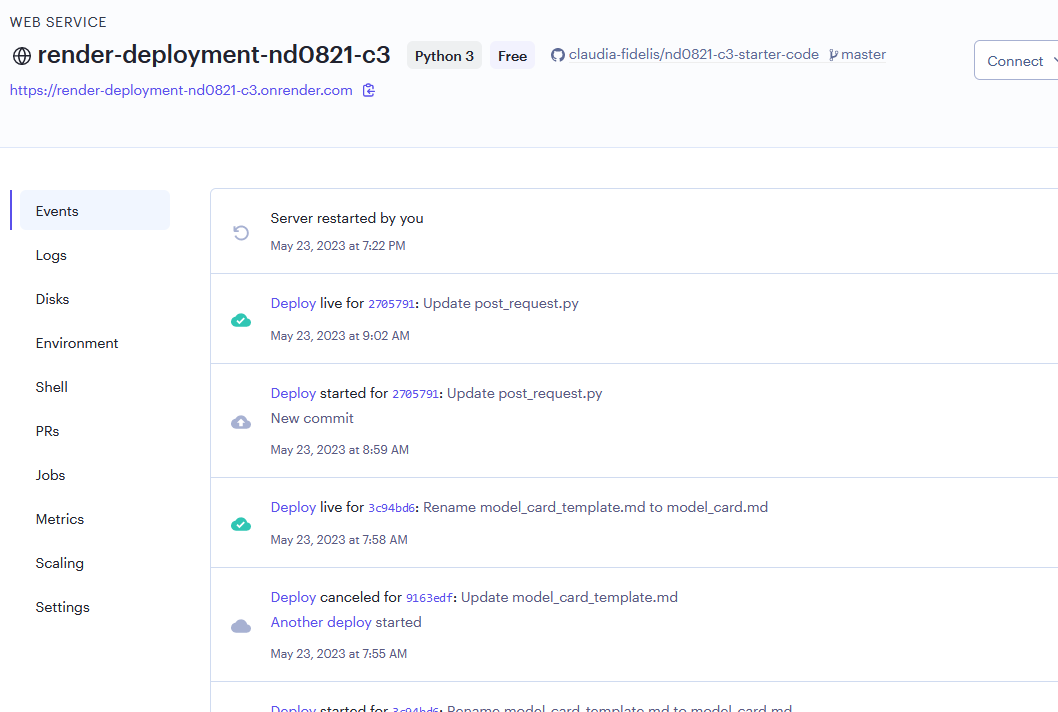 WEB SERVICE
render-deployment-nd0821-c3 Python 3 Free claudia-fidelis/nd0821-c3-starter-code master
Connect
https://render-deployment-nd0821-c3.onrender.com
Events
Logs
Disks
Environment
Shell
PRs
Jobs
Metrics
Scaling
Settings
Server restarted by you
May 23, 2023 at 7:22 PM
Deploy live for 2705791: Update post_request.py
May 23, 2023 at 9:02 AM
Deploy started for 2705791: Update post_request.py
New commit
May 23, 2023 at 8:59 AM
Deploy live for 3c94bd6: Rename model_card_template.md to model_card.md
May 23, 2023 at 7:58 AM
Deploy canceled for 9163edf: Update model_card_template.md
Another deploy started
May 23, 2023 at 7:55 AM
Deploy started for 3c94bd6: Rename model_card_template.md to model_card.md